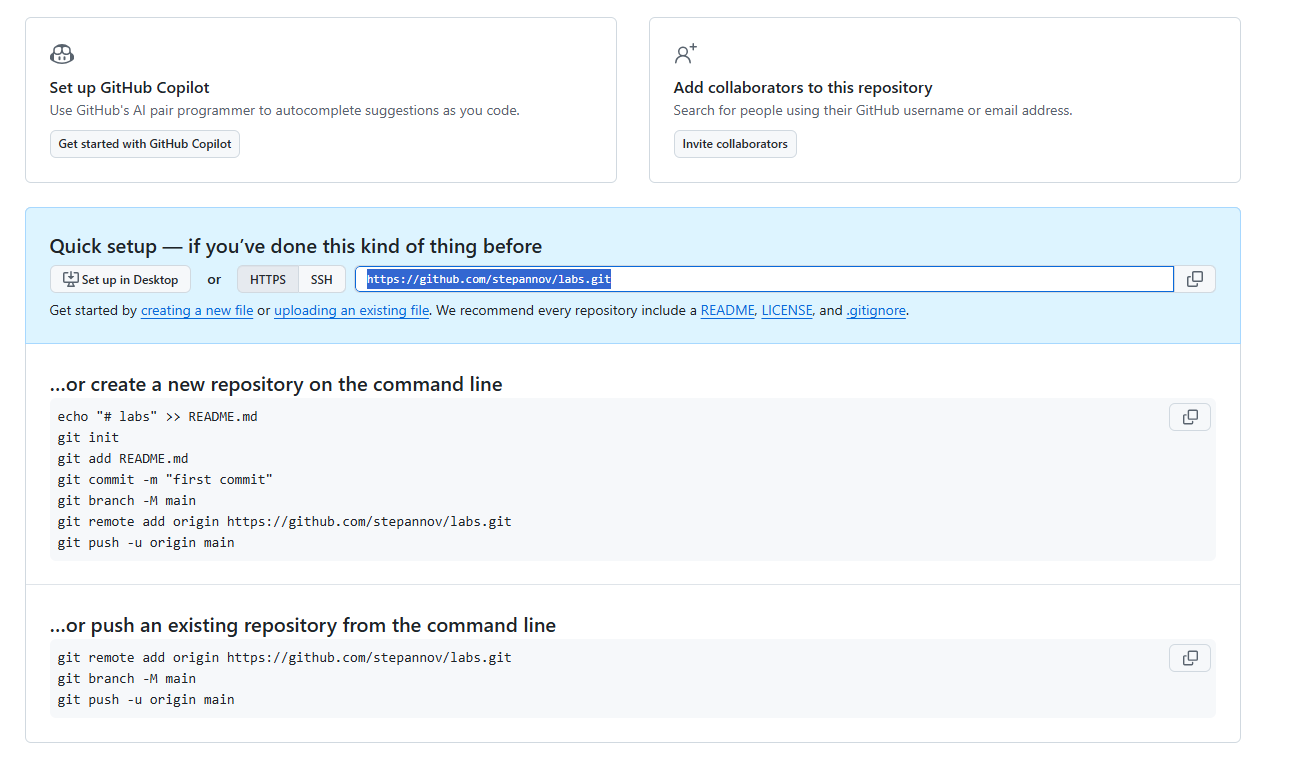 Set up GitHub Copilot
Use GitHub's AI pair programmer to autocomplete suggestions as you code.
Get started with GitHub Copilot
Add collaborators to this repository
Search for people using their GitHub username or email address.
Invite collaborators
Quick setup — if you’ve done this kind of thing before
Set up in Desktop or HTTPS SSH https://github.com/stepannov/labs.git
Get started by creating a new file or uploading an existing file. We recommend every repository include a README, LICENSE, and .gitignore.
…or create a new repository on the command line
echo "# labs" >> README.md
git init
git add README.md
git commit -m "first commit"
git branch -M main
git remote add origin https://github.com/stepannov/labs.git
git push -u origin main
…or push an existing repository from the command line
git remote add origin https://github.com/stepannov/labs.git
git branch -M main
git push -u origin main